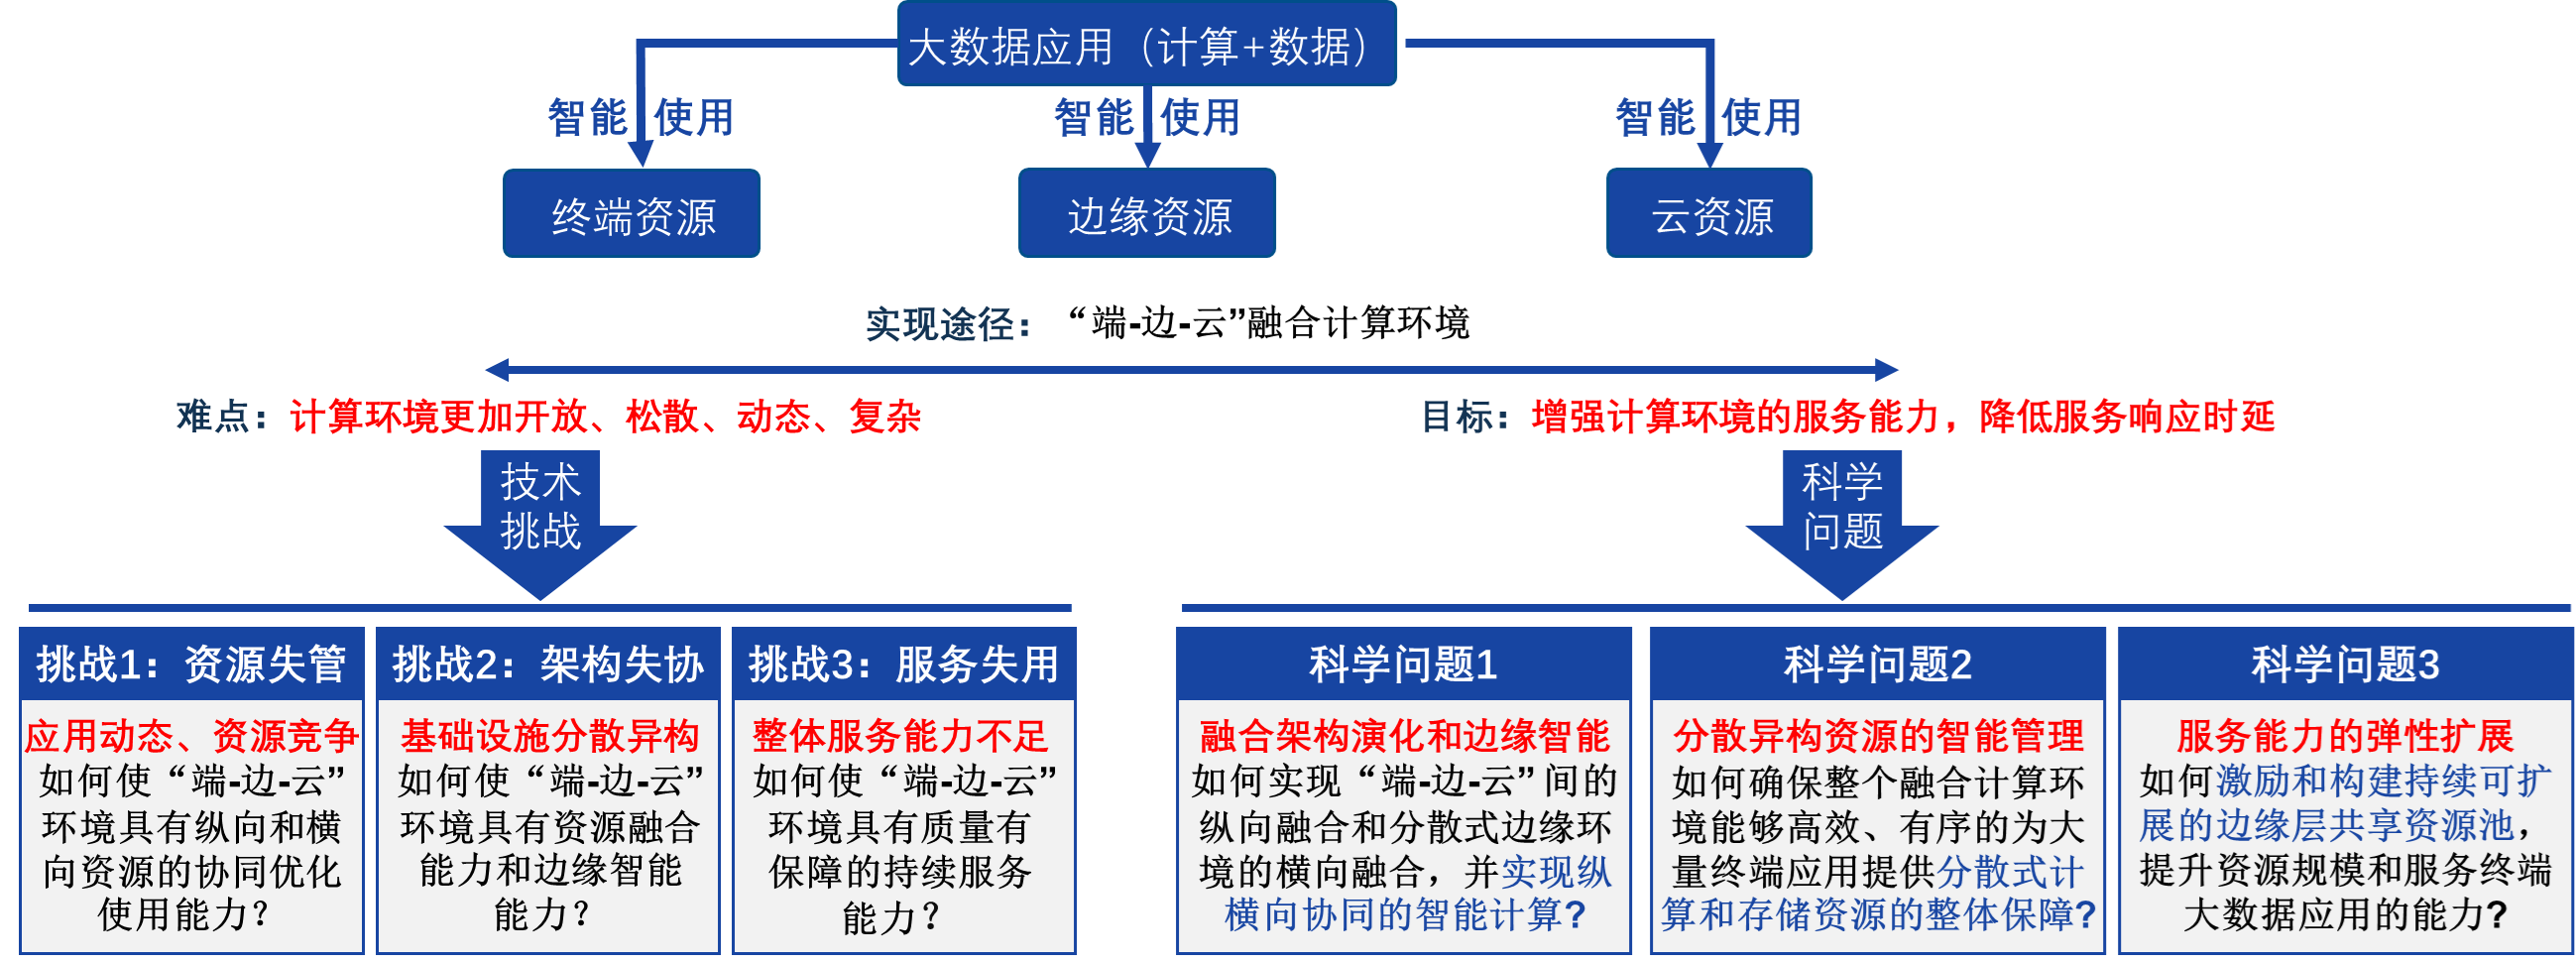 大数据应用（计算+数据）
智能 使用
智能 使用
智能 使用
终端资源
边缘资源
云资源
实现途径：“端-边-云”融合计算环境
难点：计算环境更加开放、松散、动态、复杂
目标：增强计算环境的服务能力，降低服务响应时延
技术
挑战
科学
问题
挑战1：资源失管
应用动态、资源竞争
如何使“端-边-云”
环境具有纵向和横
向资源的协同优化
使用能力？
挑战2：架构失协
基础设施分散异构
如何使“端-边-云”
环境具有资源融合
能力和边缘智能
能力？
挑战3：服务失用
整体服务能力不足
如何使“端-边-云”
环境具有质量有
保障的持续服务
能力？
科学问题1
融合架构演化和边缘智能
如何实现“端-边-云”间的
纵向融合和分散式边缘环
境的横向融合，并实现纵
横向协同的智能计算?
科学问题2
分散异构资源的智能管理
如何确保整个融合计算环
境能够高效、有序的为大
量终端应用提供分散式计
算和存储资源的整体保障?
科学问题3
服务能力的弹性扩展
如何激励和构建持续可扩
展的边缘层共享资源池，
提升资源规模和服务终端
大数据应用的能力?